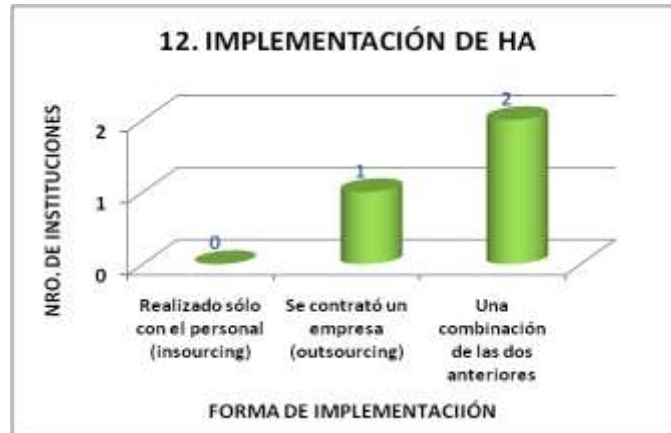 12. IMPLEMENTACIÓN DE HA
NRO. DE INSTITUCIONES
2
1
0
0
1
2
Realizado sólo
con el personal
(insourcing)
Se contrató un
empresa
(outsourcing)
Una
combinación
de las dos
anteriores
FORMA DE IMPLEMENTACIIÓN